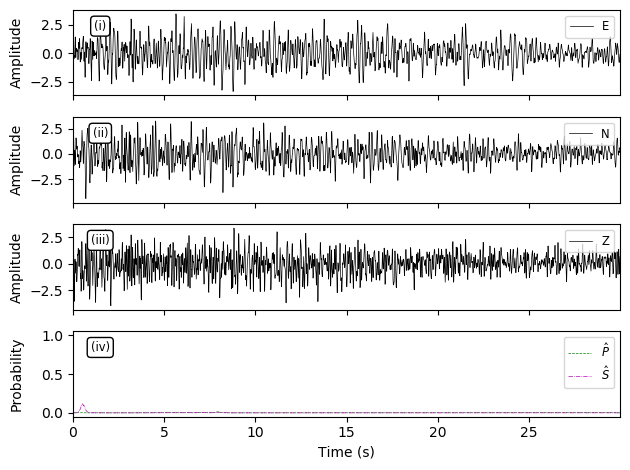 (i)
E
Amplitude
2.5
0.0
−2.5
(ii)
N
Amplitude
2.5
0.0
−2.5
(iii)
Z
Amplitude
2.5
0.0
−2.5
(iv)
P̂
Ŝ
Probability
1.0
0.5
0.0
0 5 10 15 20 25
Time (s)